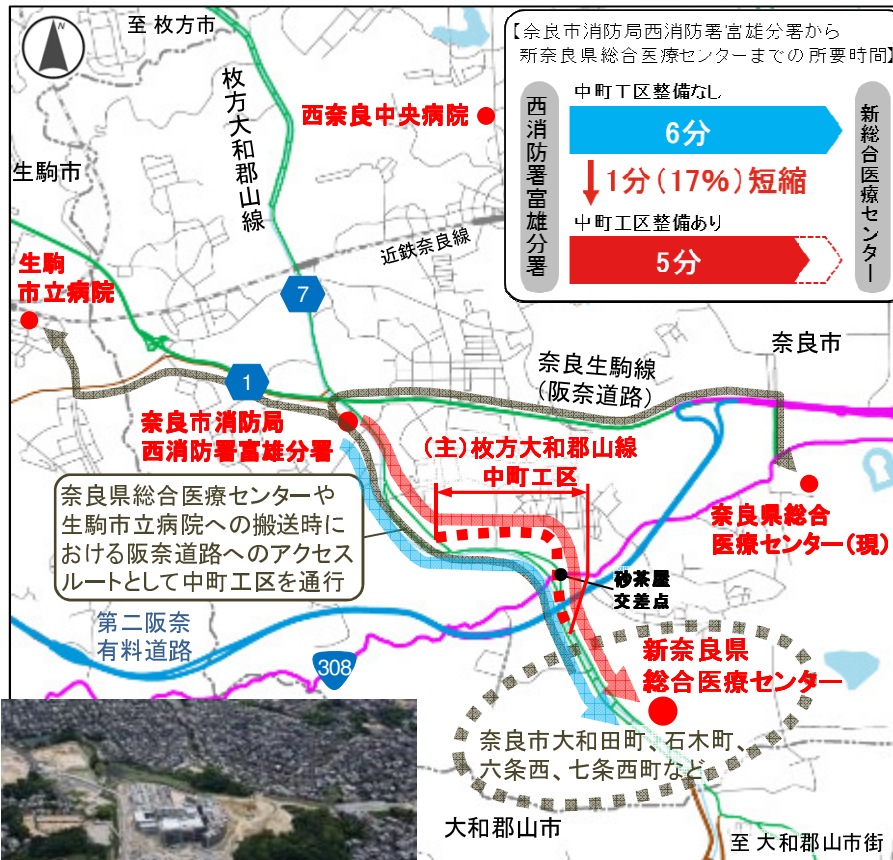 N
至 枚方市
【奈良市消防局西消防署富雄分署から
新奈良県総合医療センターまでの所要時間】
西消防署富雄分署
中町工区整備なし
6分
1分(17%)短縮
中町工区整備あり
5分
新総合医療センター
西奈良中央病院
枚方大和郡山線
生駒市
近鉄奈良線
生駒
市立病院
7
1
奈良市
奈良生駒線
(阪奈道路)
奈良市消防局
西消防署富雄分署
(主)枚方大和郡山線
中町工区
奈良県総合医療センターや
生駒市立病院への搬送時に
おける阪奈道路へのアクセス
ルートとして中町工区を通行
奈良県総合
医療センター(現)
砂茶屋
交差点
第二阪奈
有料道路
308
新奈良県
総合医療センター
奈良市大和田町、石木町、
六条西、七条西町など
大和郡山市
至 大和郡山市街